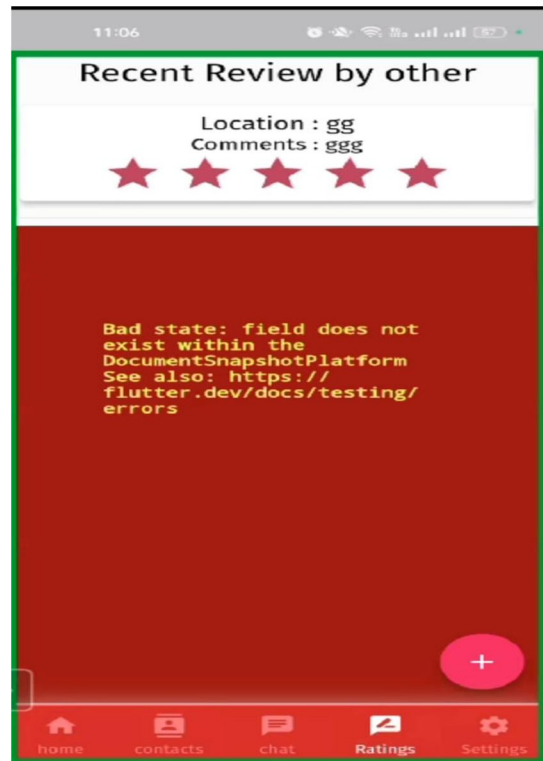 11:06
57
Recent Review by other
Location : gg
Comments : ggg
Bad state: field does not
exist within the
DocumentSnapshotPlatform
See also: https://
flutter.dev/docs/testing/
errors
+
home contacts chat Ratings Settings